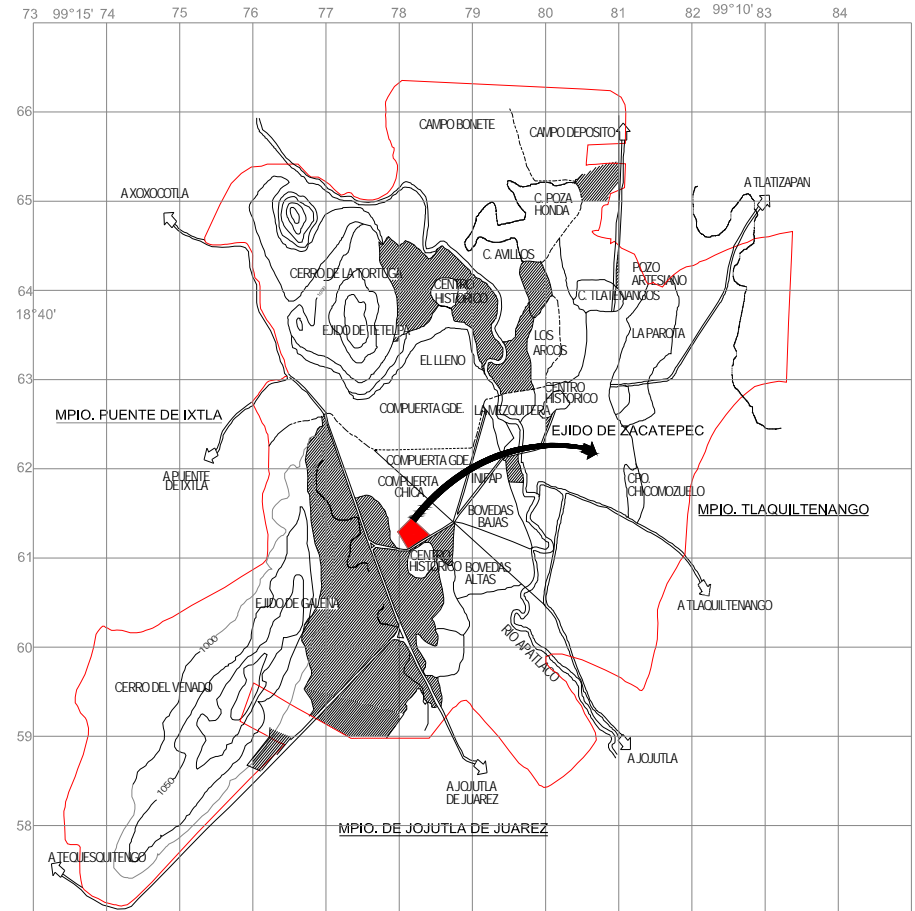 73 99°15' 74 75 76 77 78 79 80 81 82 99°10' 83 84
66
CAMPO BONETE
CAMPO DEPOSITO
65
A XOXOCOTLA
A TLATIZAPAN
C. POZA
HONDA
C. AVILLOS
CERRO DE LA TORTUGA
CENTRO
HISTORICO
POZO
ARTESIANO
C. TLATENANGOS
64
18°40'
EJIDO DE TETELPA
LOS
ARCOS
LA PAROTA
EL LLENO
63
CENTRO
HISTORICO
COMPUERTA GDE.
LA MEZQUITERA
MPIO. PUENTE DE IXTLA
EJIDO DE ZACATEPEC
62
COMPUERTA GDE.
A PUENTE
DE IXTLA
COMPUERTA
CHICA
INIFAP
CPO.
CHICOMOZUELO
BOVEDAS
BAJAS
MPIO. TLAQUILTENANGO
61
CENTRO
HISTORICO
BOVEDAS
ALTAS
EJIDO DE GALENA
A TLAQUILTENANGO
60
1000
RIO APATLACO
CERRO DEL VENADO
59
1050
A JOJUTLA
A JOJUTLA
DE JUAREZ
58
MPIO. DE JOJUTLA DE JUAREZ
A TEQUESQUITENGO